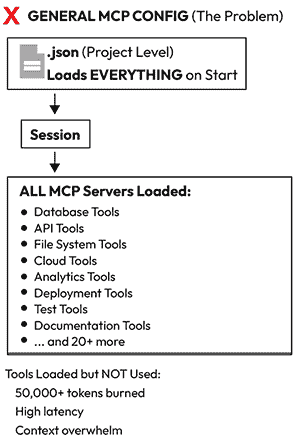 X GENERAL MCP CONFIG (The Problem)
.json (Project Level)
Loads EVERYTHING on Start
Session
ALL MCP Servers Loaded:
• Database Tools
• API Tools
• File System Tools
• Cloud Tools
• Analytics Tools
• Deployment Tools
• Test Tools
• Documentation Tools
• ... and 20+ more
Tools Loaded but NOT Used:
50,000+ tokens burned
High latency
Context overwhelm